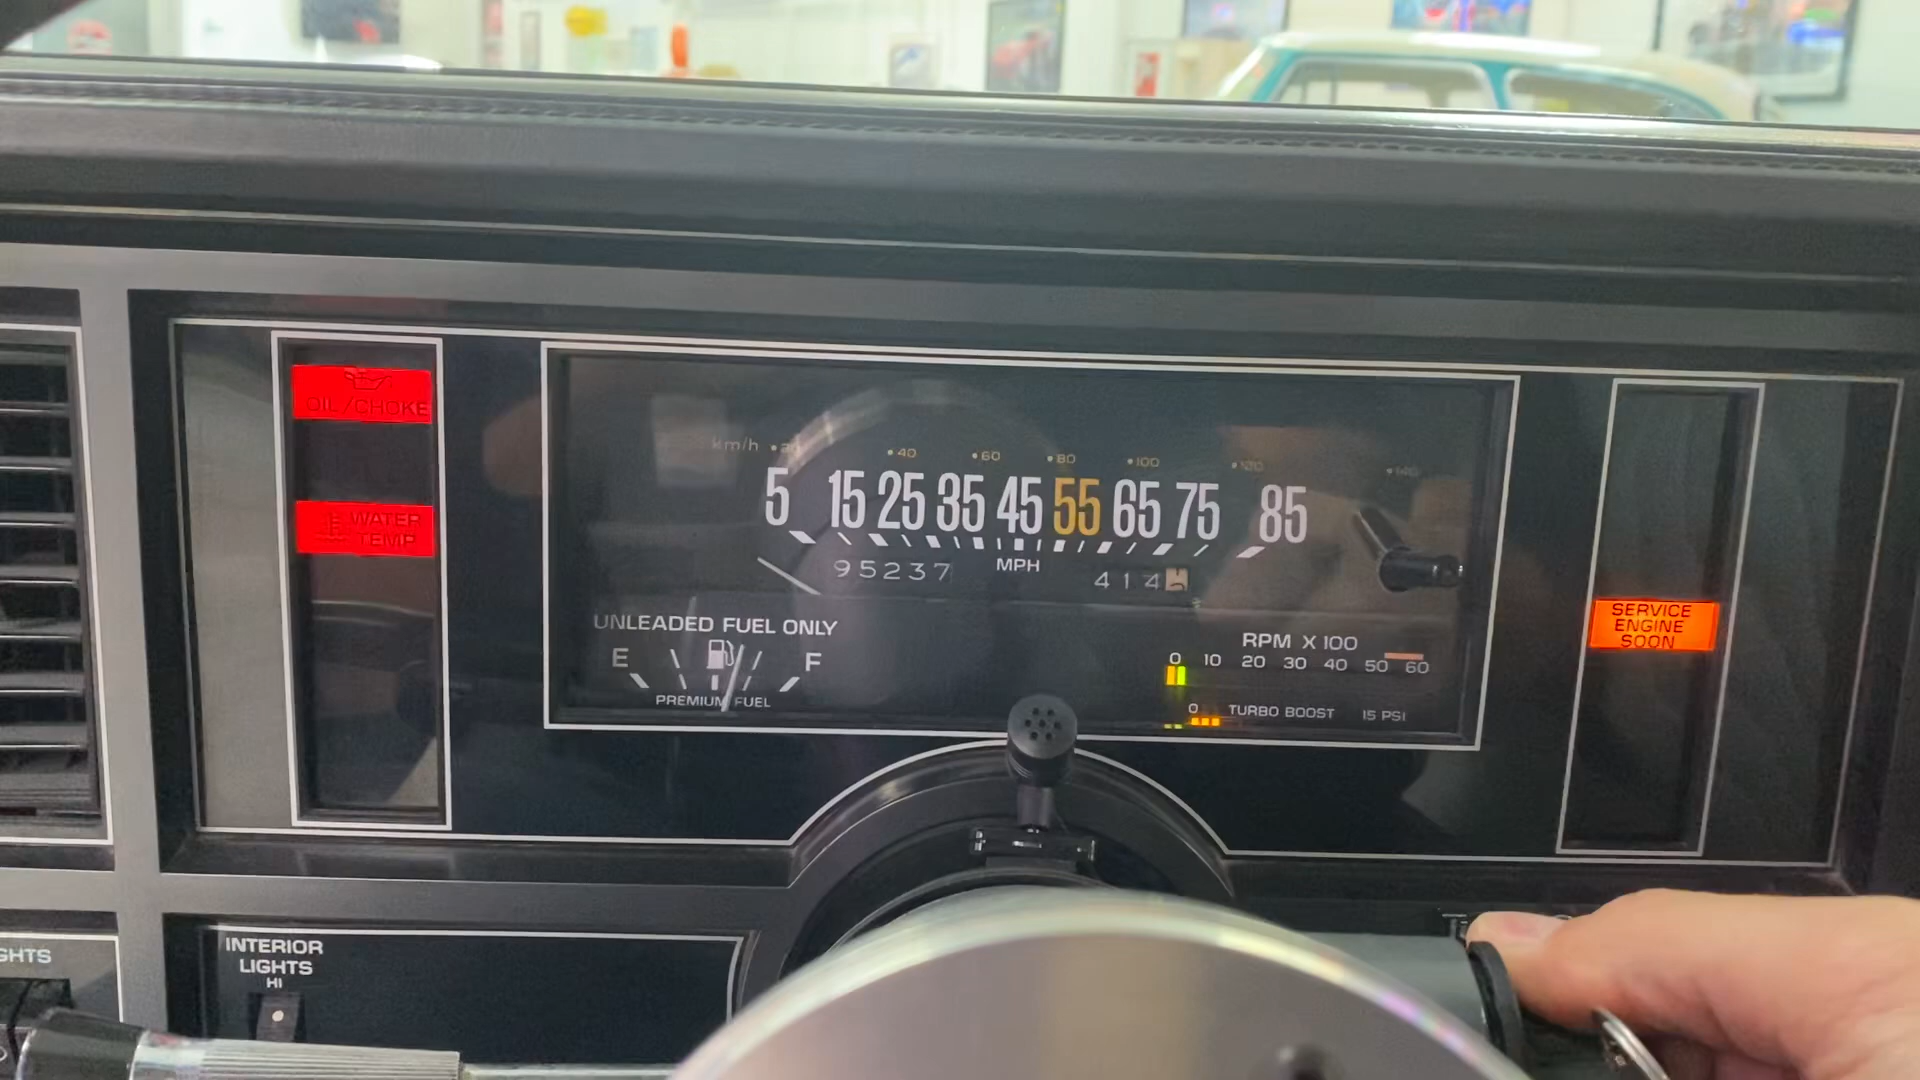 OIL/CHOKE
WATER
TEMP
km/h 20 40 60 80 100 120 140
5 15 25 35 45 55 65 75 85
95237
MPH
414
UNLEADED FUEL ONLY
E F
PREMIUM FUEL
RPM X 100
0 10 20 30 40 50 60
0 TURBO BOOST 15 PSI
SERVICE
ENGINE
SOON
INTERIOR
LIGHTS
HI